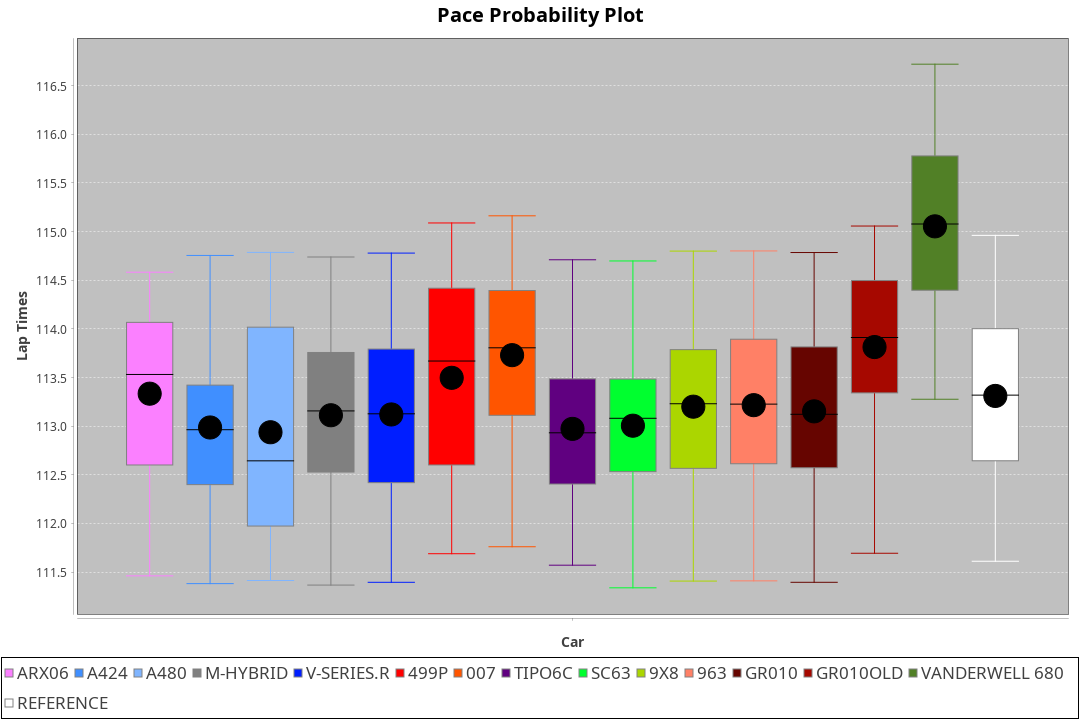 Pace Probability Plot
116.5
116.0
115.5
115.0
114.5
114.0
113.5
113.0
112.5
112.0
111.5
Lap Times
Car
ARX06 A424 A480 M-HYBRID V-SERIES.R 499P 007 TIPO6C SC63 9X8 963 GR010 GR010OLD VANDERWELL 680
REFERENCE